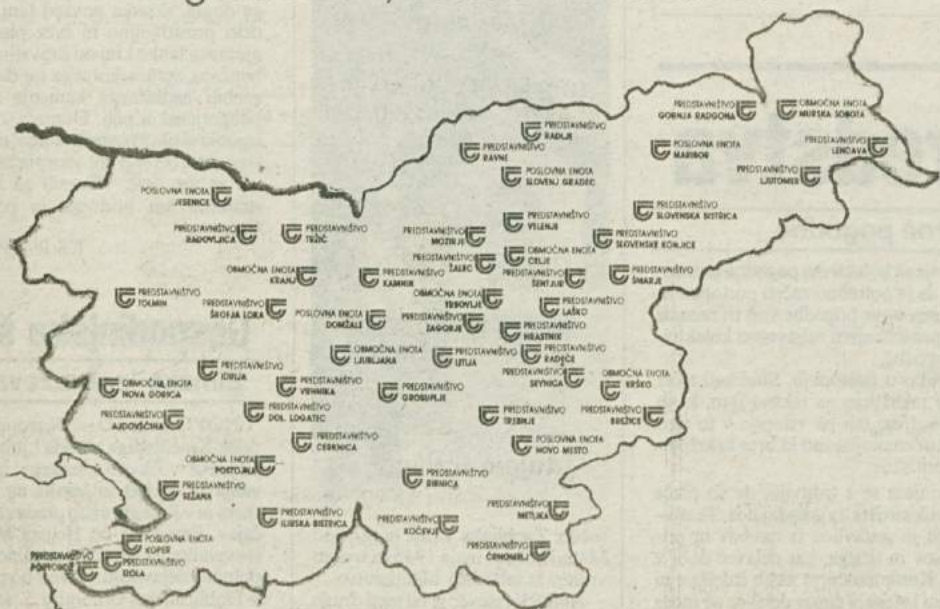 PREDSTAVNIŠTVO
GORNJA RADGONA
OBMOČNA ENOTA
MURSKA SOBOTA
PREDSTAVNIŠTVO
RADLJE
PREDSTAVNIŠTVO
RAVNE
POSLOVNA ENOTA
MARIBOR
PREDSTAVNIŠTVO
LENDAVA
POSLOVNA ENOTA
SLOVENJ GRADEC
PREDSTAVNIŠTVO
LJUTOMER
POSLOVNA ENOTA
JESENICE
PREDSTAVNIŠTVO
SLOVENSKA BISTRICA
PREDSTAVNIŠTVO
VELENJE
PREDSTAVNIŠTVO
RADOVLJICA
PREDSTAVNIŠTVO
TRŽIČ
PREDSTAVNIŠTVO
MOZIRJE
PREDSTAVNIŠTVO
SLOVENSKE KONJICE
OBMOČNA ENOTA
CELJE
PREDSTAVNIŠTVO
ŽALEC
OBMOČNA ENOTA
KRANJ
PREDSTAVNIŠTVO
KAMNIK
PREDSTAVNIŠTVO
ŠENTJUR
PREDSTAVNIŠTVO
ŠMARJE
PREDSTAVNIŠTVO
TOLMIN
OBMOČNA ENOTA
TRBOVLJE
PREDSTAVNIŠTVO
ŠKOFJA LOKA
PREDSTAVNIŠTVO
LAŠKO
POSLOVNA ENOTA
DOMŽALE
PREDSTAVNIŠTVO
ZAGORJE
PREDSTAVNIŠTVO
HRASTNIK
OBMOČNA ENOTA
LJUBLJANA
PREDSTAVNIŠTVO
LITIJA
PREDSTAVNIŠTVO
RADEČE
PREDSTAVNIŠTVO
IDRIJA
PREDSTAVNIŠTVO
SEVNICA
OBMOČNA ENOTA
NOVA GORICA
PREDSTAVNIŠTVO
VRHNIKA
PREDSTAVNIŠTVO
GROSUPLJE
OBMOČNA ENOTA
KRŠKO
PREDSTAVNIŠTVO
AJDOVŠČINA
PREDSTAVNIŠTVO
DOL. LOGATEC
PREDSTAVNIŠTVO
TREBNJE
PREDSTAVNIŠTVO
BREŽICE
PREDSTAVNIŠTVO
CERKNICA
POSLOVNA ENOTA
NOVO MESTO
OBMOČNA ENOTA
POSTOJNA
PREDSTAVNIŠTVO
RIBNICA
PREDSTAVNIŠTVO
SEŽANA
PREDSTAVNIŠTVO
METLIKA
PREDSTAVNIŠTVO
ILIRSKA BISTRICA
PREDSTAVNIŠTVO
KOČEVJE
POSLOVNA ENOTA
KOPER
PREDSTAVNIŠTVO
ČRNOMELJ
PREDSTAVNIŠTVO
PORTOROŽ
PREDSTAVNIŠTVO
IZOLA